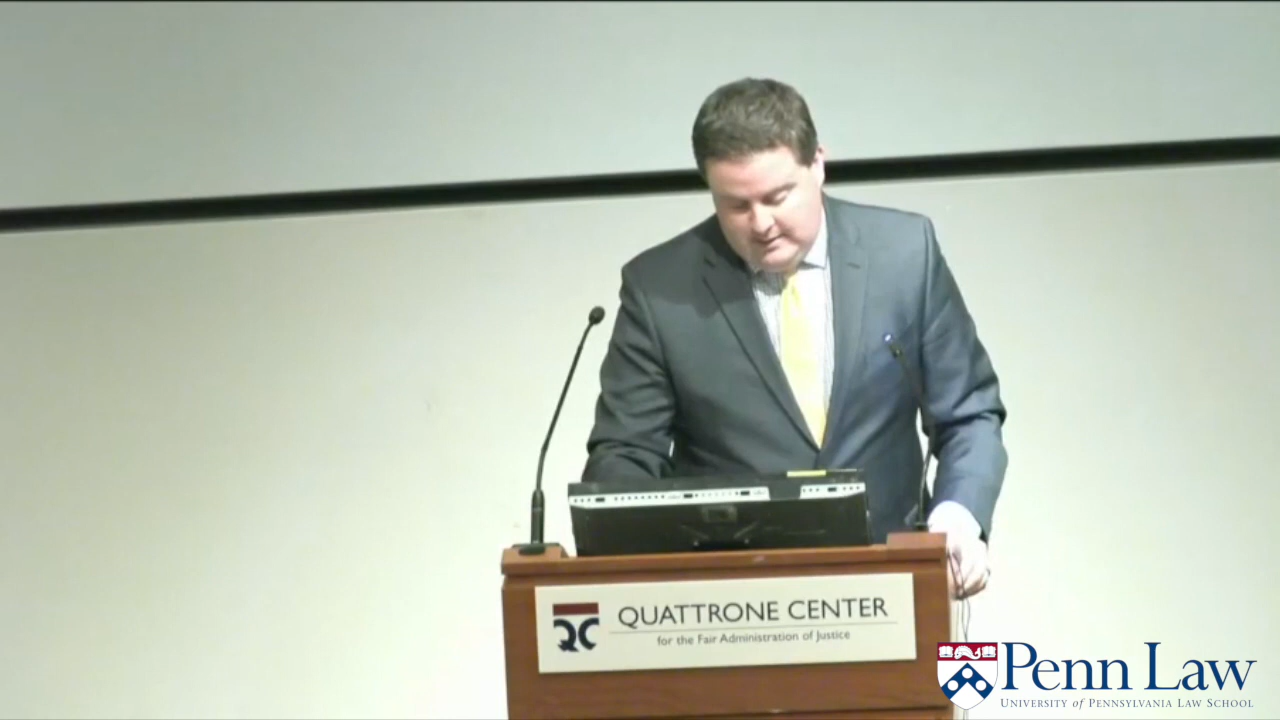 QC
QUATTRONE CENTER
for the Fair Administration of Justice
Penn Law
UNIVERSITY of PENNSYLVANIA LAW SCHOOL